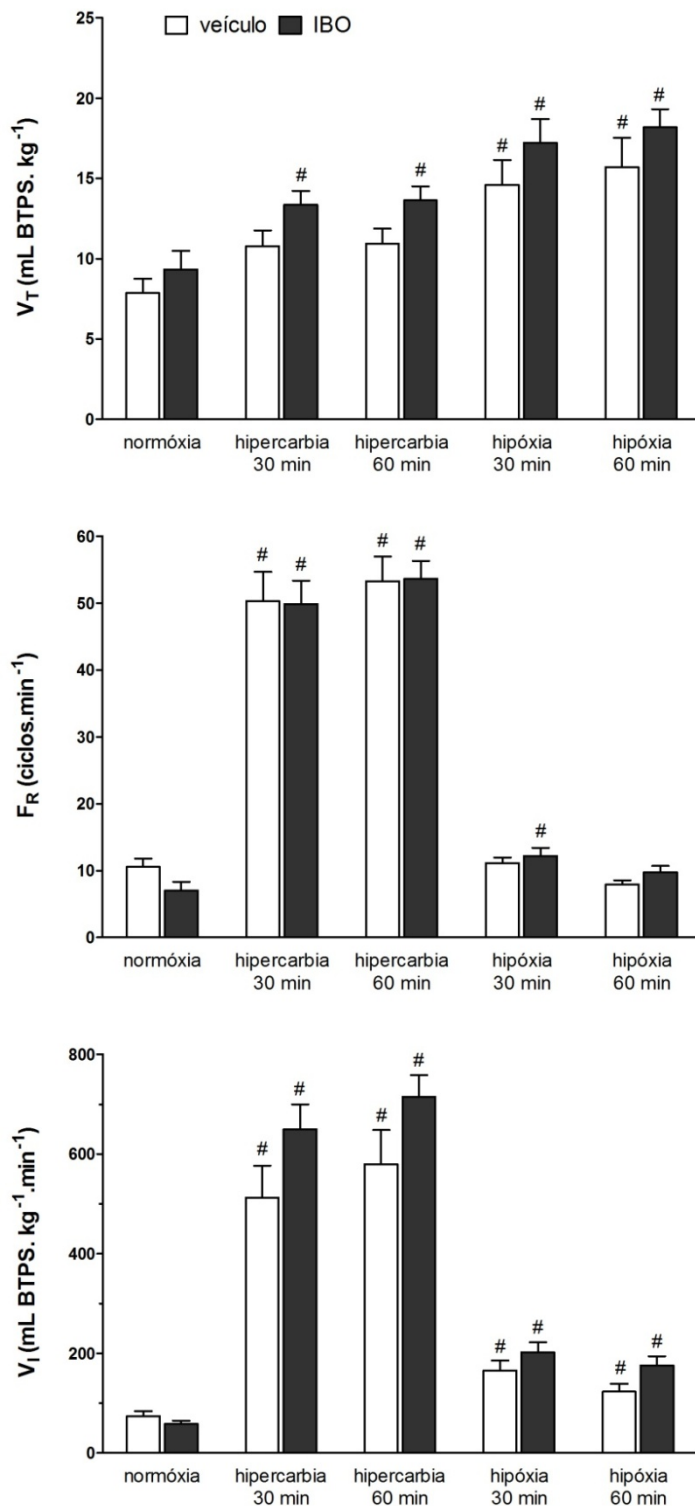 veículo IBO
V_T (mL BTPS. kg⁻¹)
25
20
15
10
5
0
# # # # # #
normóxia hipercarbia hipercarbia hipóxia hipóxia
30 min 60 min 30 min 60 min
F_R (ciclos.min⁻¹)
60
50
40
30
20
10
0
# # # # #
normóxia hipercarbia hipercarbia hipóxia hipóxia
30 min 60 min 30 min 60 min
V_I (mL BTPS. kg⁻¹.min⁻¹)
800
600
400
200
0
# # # # # # # #
normóxia hipercarbia hipercarbia hipóxia hipóxia
30 min 60 min 30 min 60 min